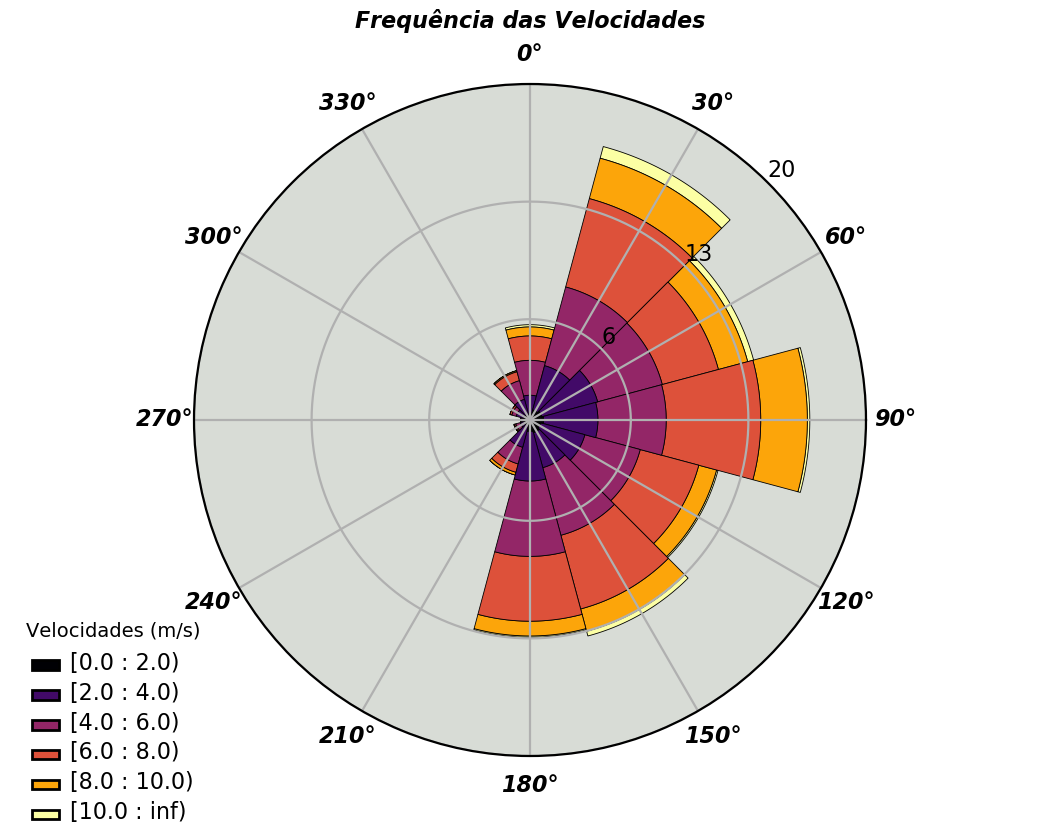 Frequência das Velocidades
0°
330°
30°
20
300°
60°
13
6
270°
90°
240°
120°
Velocidades (m/s)
[0.0 : 2.0)
[2.0 : 4.0)
[4.0 : 6.0)
210°
150°
[6.0 : 8.0)
180°
[8.0 : 10.0)
[10.0 : inf)